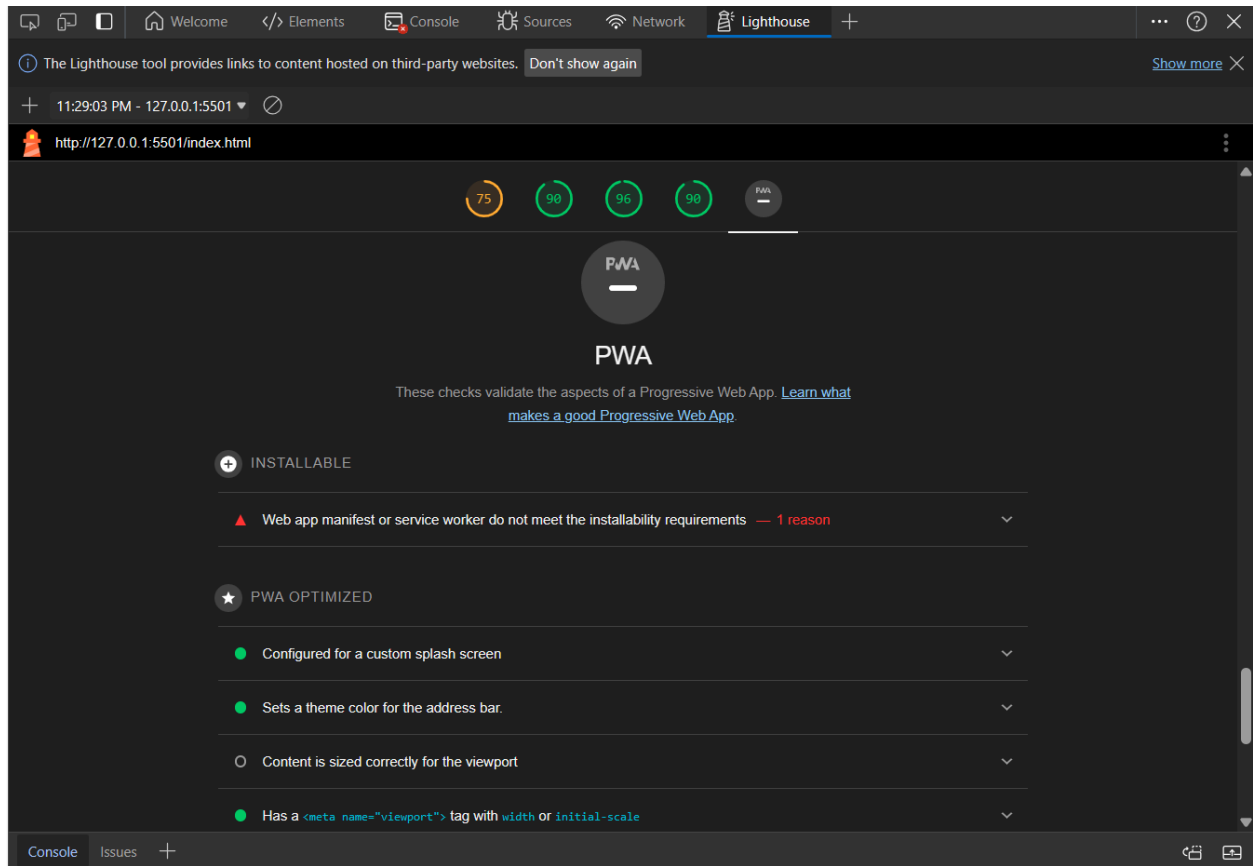 Welcome </> Elements Console Sources Network Lighthouse
The Lighthouse tool provides links to content hosted on third-party websites. Don't show again Show more
11:29:03 PM - 127.0.0.1:5501
http://127.0.0.1:5501/index.html
75 90 96 90 PWA
PWA
PWA
These checks validate the aspects of a Progressive Web App. Learn what
makes a good Progressive Web App.
INSTALLABLE
Web app manifest or service worker do not meet the installability requirements — 1 reason
PWA OPTIMIZED
Configured for a custom splash screen
Sets a theme color for the address bar.
Content is sized correctly for the viewport
Has a <meta name="viewport"> tag with width or initial-scale
Console Issues